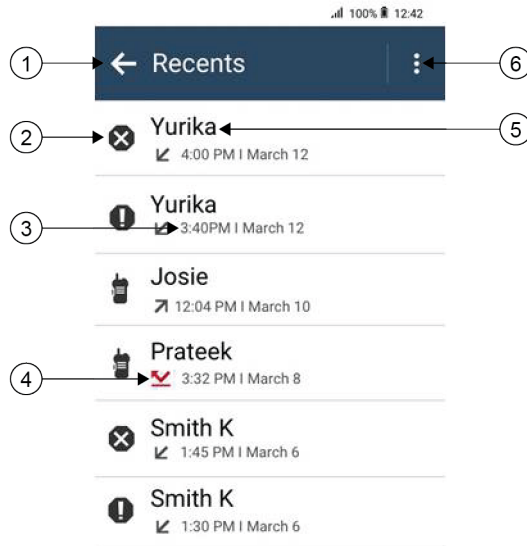 100% 12:42
1 Recents 6
2 Yurika 5
4:00 PM I March 12
Yurika
3 3:40PM I March 12
Josie
12:04 PM I March 10
Prateek
4 3:32 PM I March 8
Smith K
1:45 PM I March 6
Smith K
1:30 PM I March 6